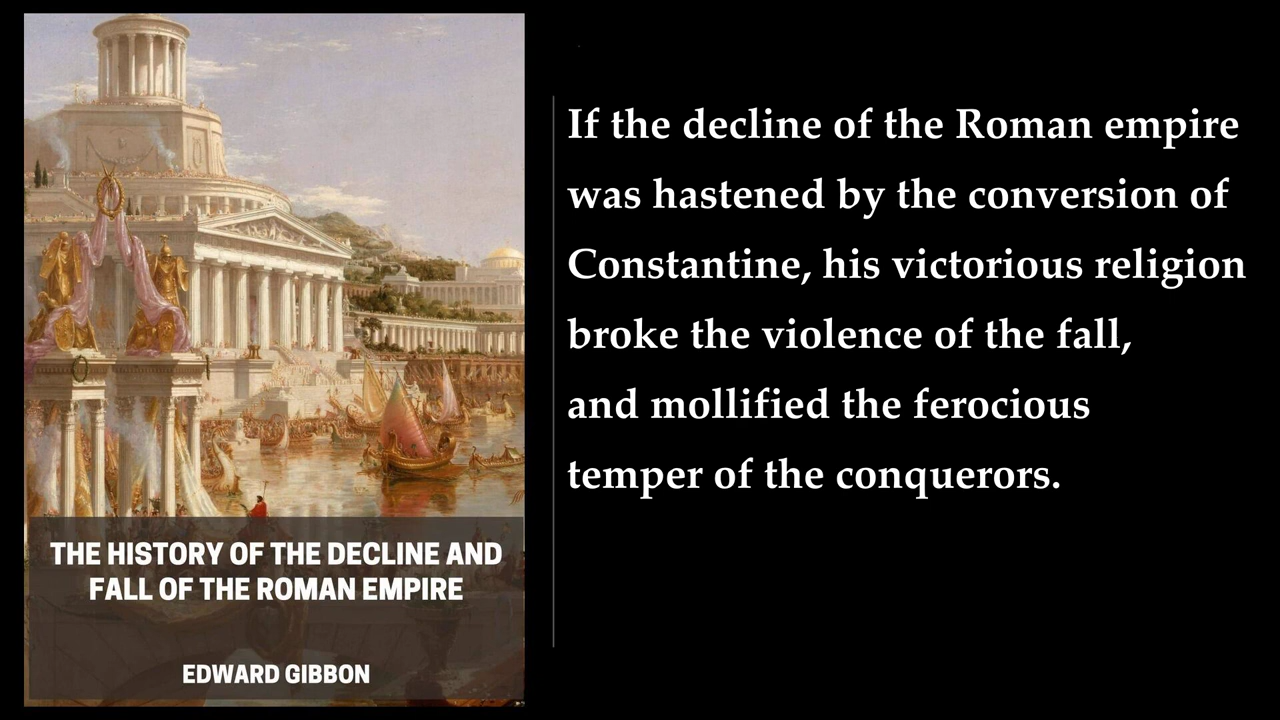 THE HISTORY OF THE DECLINE AND
FALL OF THE ROMAN EMPIRE
EDWARD GIBBON
If the decline of the Roman empire
was hastened by the conversion of
Constantine, his victorious religion
broke the violence of the fall,
and mollified the ferocious
temper of the conquerors.